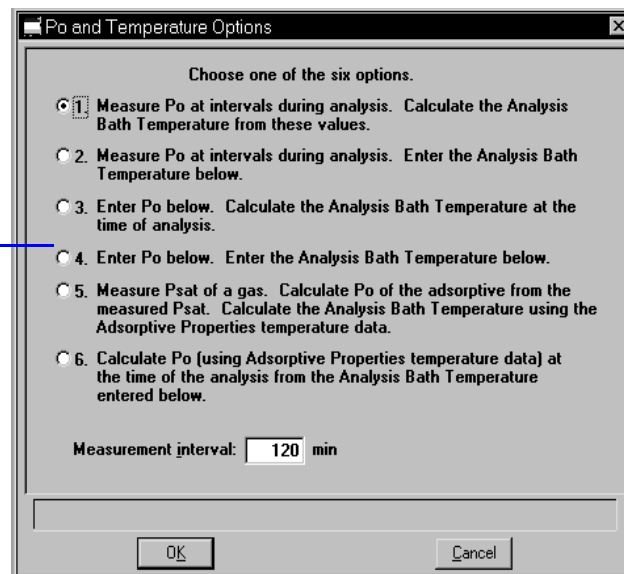 Po and Temperature Options
Choose one of the six options.
1. Measure Po at intervals during analysis. Calculate the Analysis
Bath Temperature from these values.
2. Measure Po at intervals during analysis. Enter the Analysis Bath
Temperature below.
3. Enter Po below. Calculate the Analysis Bath Temperature at the
time of analysis.
4. Enter Po below. Enter the Analysis Bath Temperature below.
5. Measure Psat of a gas. Calculate Po of the adsorptive from the
measured Psat. Calculate the Analysis Bath Temperature using the
Adsorptive Properties temperature data.
6. Calculate Po (using Adsorptive Properties temperature data) at
the time of the analysis from the Analysis Bath Temperature
entered below.
Measurement interval: 120 min
OK Cancel